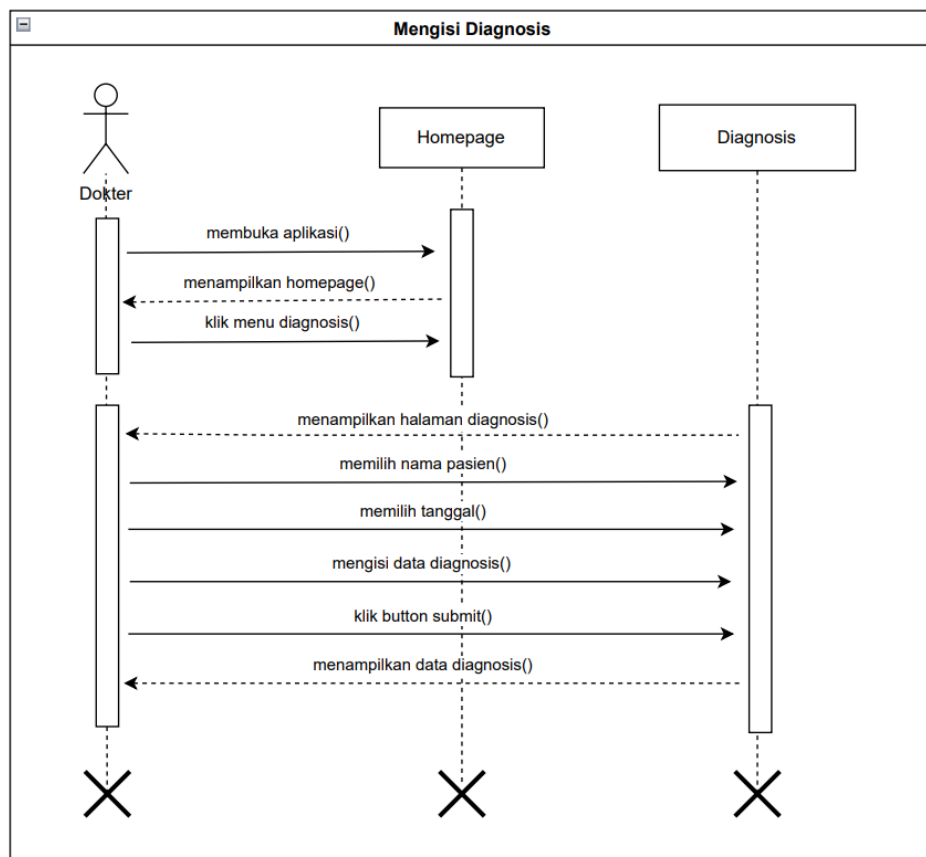 Mengisi Diagnosis
Homepage
Diagnosis
Dokter
membuka aplikasi()
menampilkan homepage()
klik menu diagnosis()
menampilkan halaman diagnosis()
memilih nama pasien()
memilih tanggal()
mengisi data diagnosis()
klik button submit()
menampilkan data diagnosis()